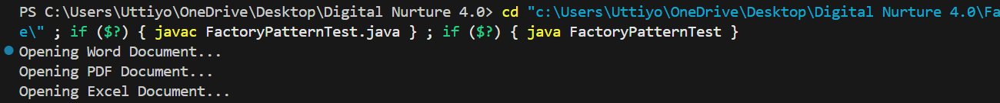 PS C:\Users\Uttiyo\OneDrive\Desktop\Digital Nurture 4.0> cd "c:\Users\Uttiyo\OneDrive\Desktop\Digital Nurture 4.0\Fa
e\" ; if ($?) { javac FactoryPatternTest.java } ; if ($?) { java FactoryPatternTest }
Opening Word Document...
Opening PDF Document...
Opening Excel Document...